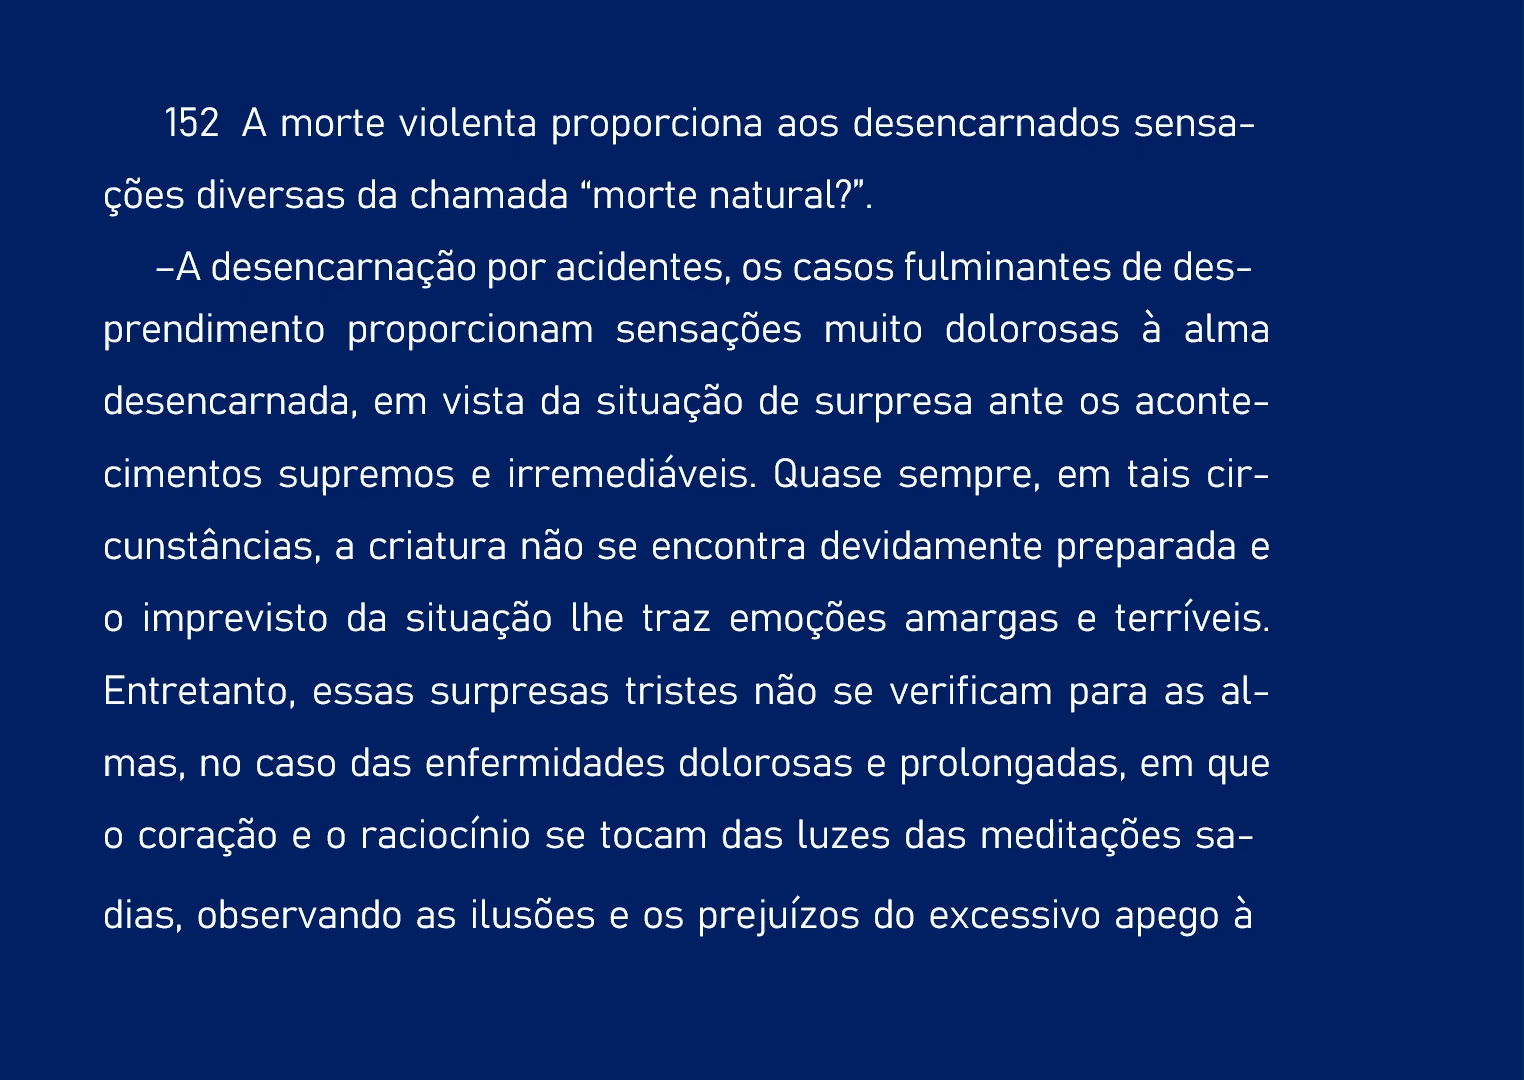 152 A morte violenta proporciona aos desencarnados sensa-
ções diversas da chamada “morte natural?”.
–A desencarnação por acidentes, os casos fulminantes de des-
prendimento proporcionam sensações muito dolorosas à alma
desencarnada, em vista da situação de surpresa ante os aconte-
cimentos supremos e irremediáveis. Quase sempre, em tais cir-
cunstâncias, a criatura não se encontra devidamente preparada e
o imprevisto da situação lhe traz emoções amargas e terríveis.
Entretanto, essas surpresas tristes não se verificam para as al-
mas, no caso das enfermidades dolorosas e prolongadas, em que
o coração e o raciocínio se tocam das luzes das meditações sa-
dias, observando as ilusões e os prejuízos do excessivo apego à